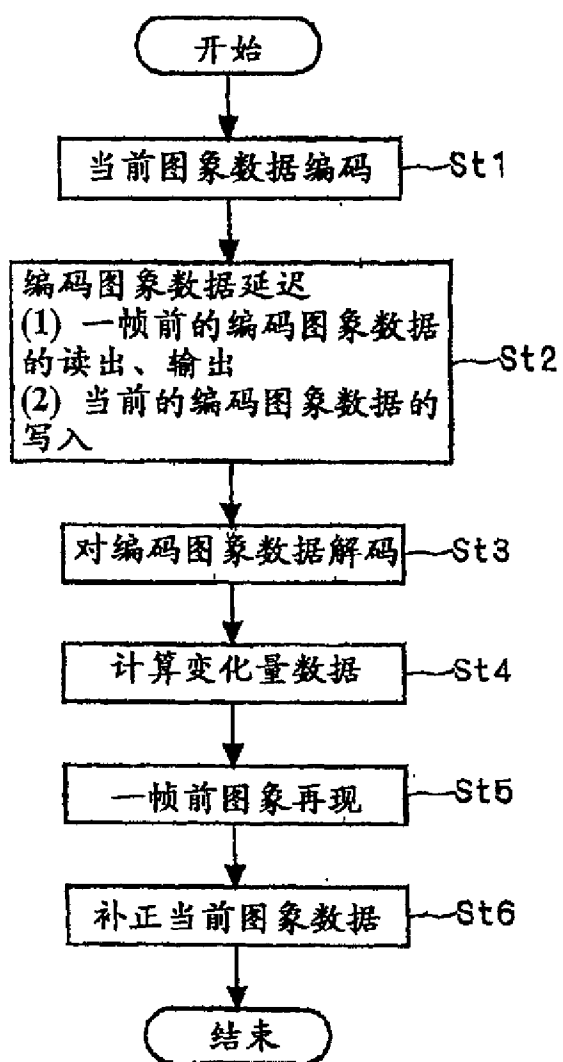 开始
当前图象数据编码
St1
编码图象数据延迟
(1) 一帧前的编码图象数据
的读出、输出
(2) 当前的编码图象数据的
写入
St2
对编码图象数据解码
St3
计算变化量数据
St4
一帧前图象再现
St5
补正当前图象数据
St6
结束